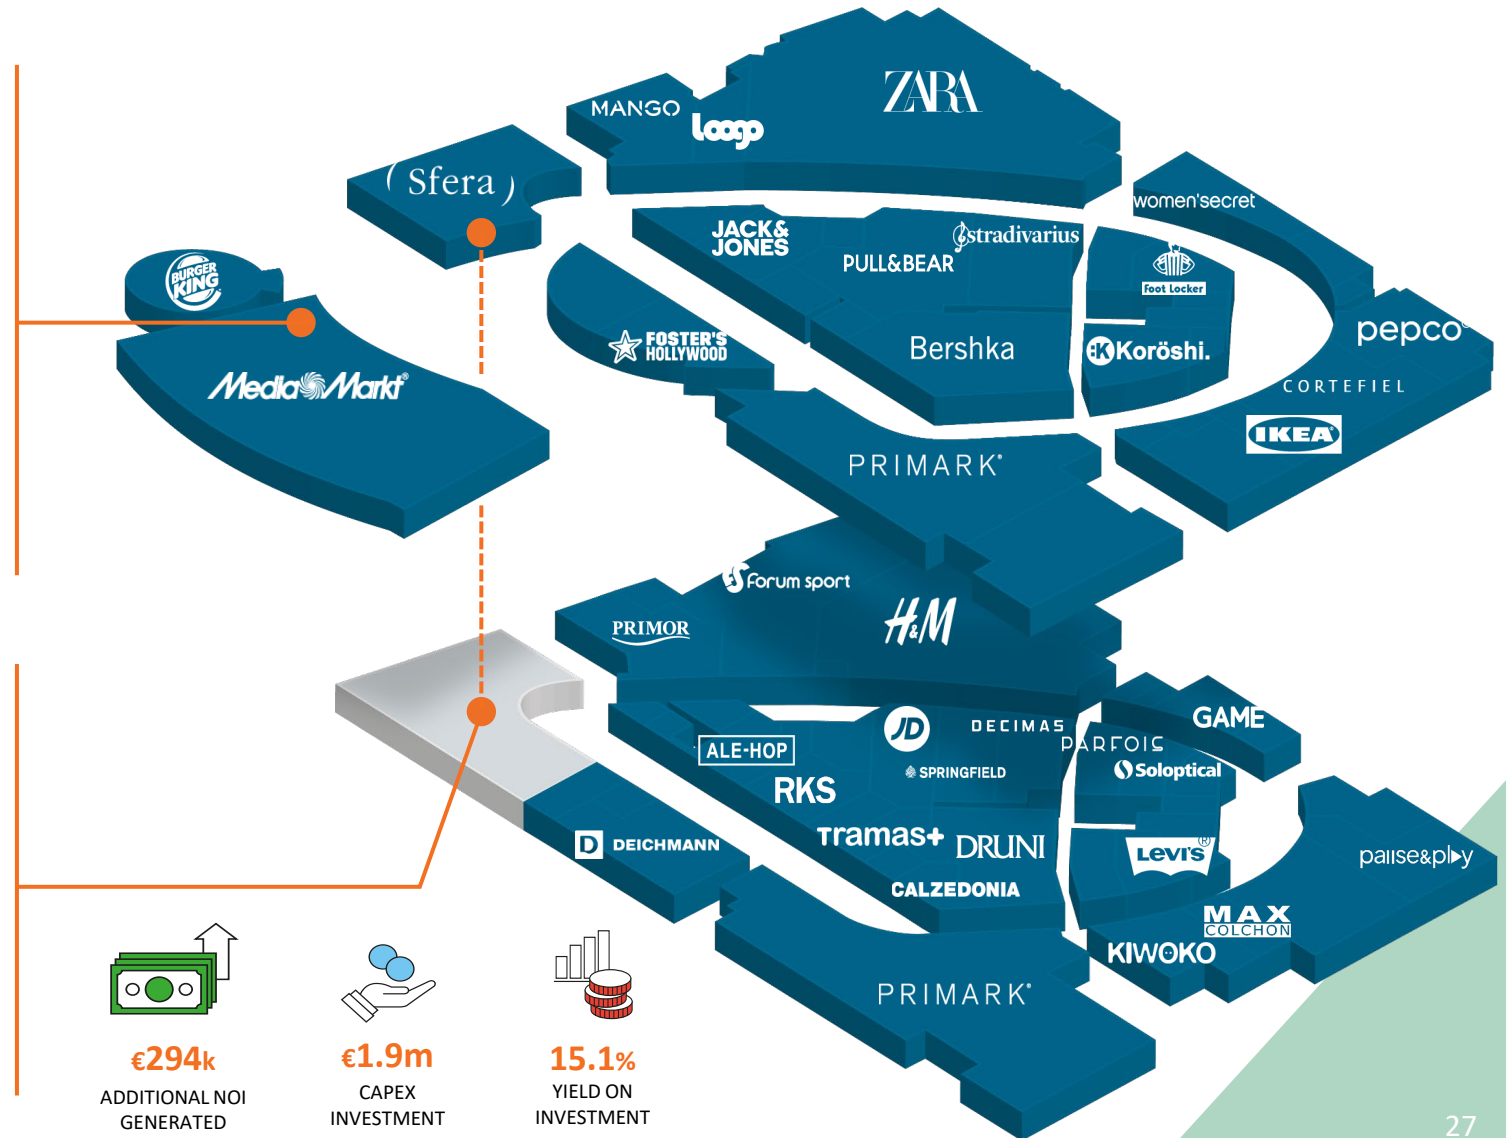 ZARA
MANGO
loogo
( Sfera )
women'secret
JACK&
JONES
stradivarius
PULL&BEAR
BURGER
KING
Foot Locker
FOSTER'S
HOLLYWOOD
Bershka
:K Koröshi.
pepco®
MediaMarkt®
CORTEFIEL
IKEA®
PRIMARK®
FS Forum sport
PRIMOR
H&M
GAME
JD
DECIMAS
PARFOIS
ALE-HOP
SPRINGFIELD
Soloptical
RKS
Tramas+
DRUNI
LEVI'S®
D DEICHMANN
pause&play
CALZEDONIA
MAX
COLCHON
KIWOKO
PRIMARK®
€294k
ADDITIONAL NOI
GENERATED
€1.9m
CAPEX
INVESTMENT
15.1%
YIELD ON
INVESTMENT
27